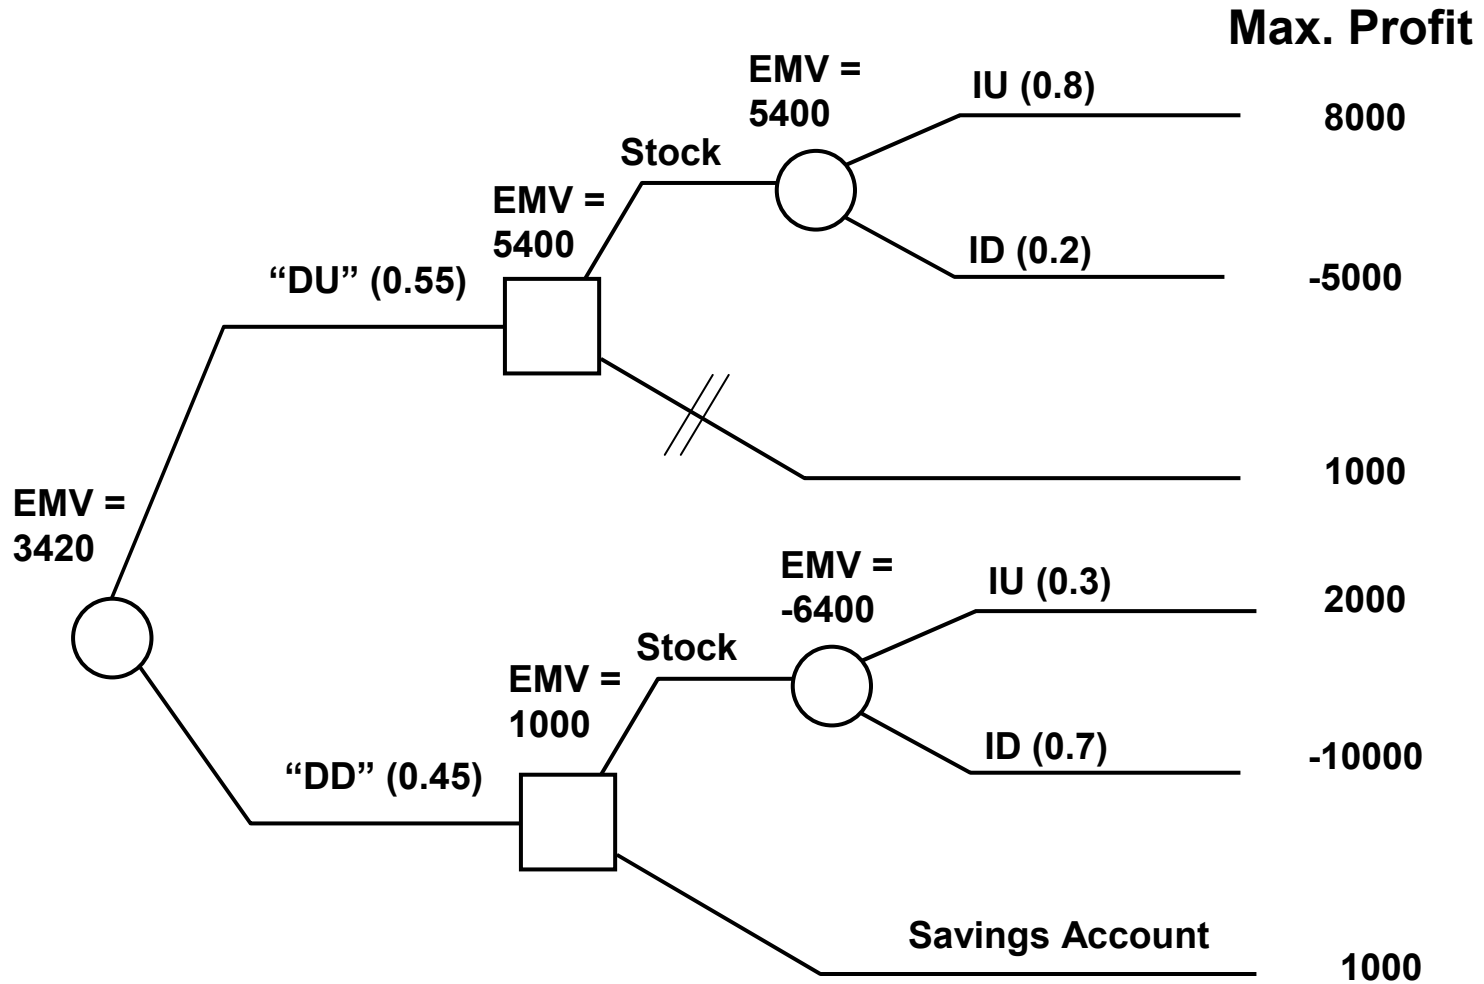 Max. Profit
EMV =
5400
IU (0.8)
8000
Stock
EMV =
5400
ID (0.2)
-5000
“DU” (0.55)
1000
EMV =
3420
EMV =
-6400
IU (0.3)
2000
Stock
EMV =
1000
ID (0.7)
-10000
“DD” (0.45)
Savings Account
1000